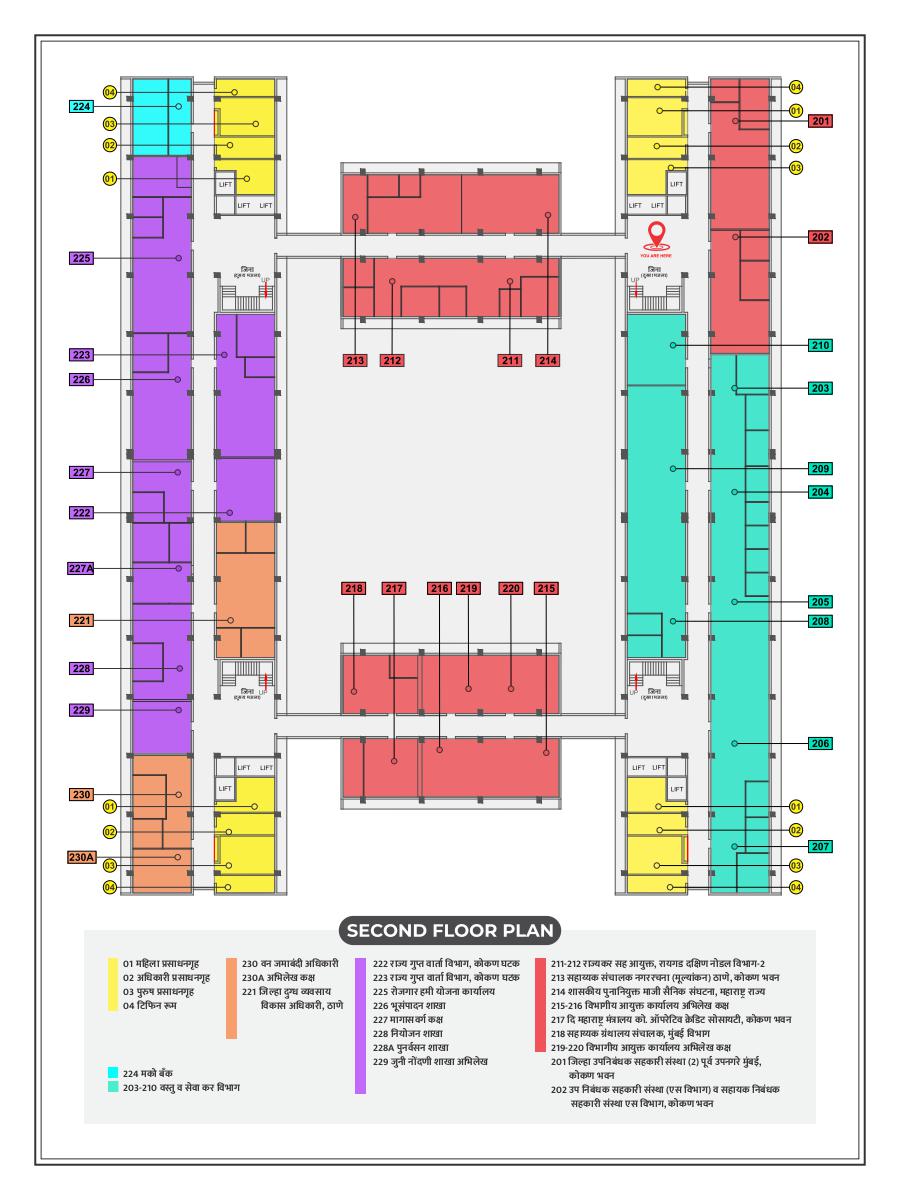 04
04
224
01
201
03
02
02
03
01
LIFT
LIFT
LIFT LIFT
LIFT LIFT
202
225
YOU ARE HERE
जिना
जिना
UP
UP
223
213
212
211
214
210
226
203
227
209
222
204
227A
218
217
216
219
220
215
205
221
208
228
जिना
UP
जिना
UP
229
206
LIFT LIFT
LIFT LIFT
LIFT
LIFT
230
01
01
02
02
207
230A
03
03
04
04
SECOND FLOOR PLAN
01 महिला प्रसाधनगृह
02 अधिकारी प्रसाधनगृह
03 पुरुष प्रसाधनगृह
04 टिफिन रूम
224 मको बँक
203-210 वस्तु व सेवा कर विभाग
230 वन जमाबंदी अधिकारी
230A अभिलेख कक्ष
221 जिल्हा दुग्ध व्यवसाय
विकास अधिकारी, ठाणे
222 राज्य गुप्त वार्ता विभाग, कोकण घटक
223 राज्य गुप्त वार्ता विभाग, कोकण घटक
225 रोजगार हमी योजना कार्यालय
226 भूसंपादन शाखा
227 मागासवर्ग कक्ष
228 नियोजन शाखा
228A पुनर्वसन शाखा
229 जुनी नोंदणी शाखा अभिलेख
211-212 राज्यकर सह आयुक्त, रायगड दक्षिण नोडल विभाग-2
213 सहाय्यक संचालक नगररचना (मूल्यांकन) ठाणे, कोकण भवन
214 शासकीय पुनानियुक्त माजी सैनिक संघटना, महाराष्ट्र राज्य
215-216 विभागीय आयुक्त कार्यालय अभिलेख कक्ष
217 दि महाराष्ट्र मंत्रालय को. ऑपरेटिव क्रेडिट सोसायटी, कोकण भवन
218 सहाय्यक ग्रंथालय संचालक, मुंबई विभाग
219-220 विभागीय आयुक्त कार्यालय अभिलेख कक्ष
201 जिल्हा उपनिबंधक सहकारी संस्था (2) पूर्व उपनगरे मुंबई,
कोकण भवन
202 उप निबंधक सहकारी संस्था (एस विभाग) व सहायक निबंधक
सहकारी संस्था एस विभाग, कोकण भवन